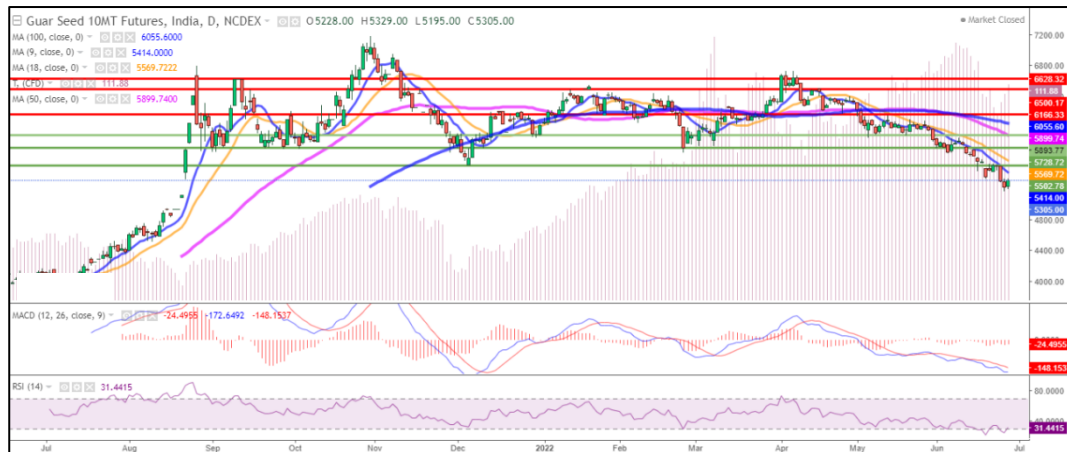 Guar Seed 10MT Futures, India, D, NCDEX O5228.00 H5329.00 L5195.00 C5305.00
Market Closed
MA (100, close, 0) 6055.6000
MA (9, close, 0) 5414.0000
MA (18, close, 0) 5569.7222
T, (CFD) 111.88
MA (50, close, 0) 5899.7400
7200.00
6800.00
6628.32
111.88
6500.17
6166.33
6055.60
5899.74
5893.77
5728.72
5569.72
5502.78
5414.00
5305.00
4800.00
4400.00
4000.00
MACD (12, 26, close, 9) -24.4955 -172.6492 -148.1537
-24.4955
-148.153
RSI (14) 31.4415
80.0000
31.4415
Jul Aug Sep Oct Nov Dec 2022 Feb Mar Apr May Jun Jul